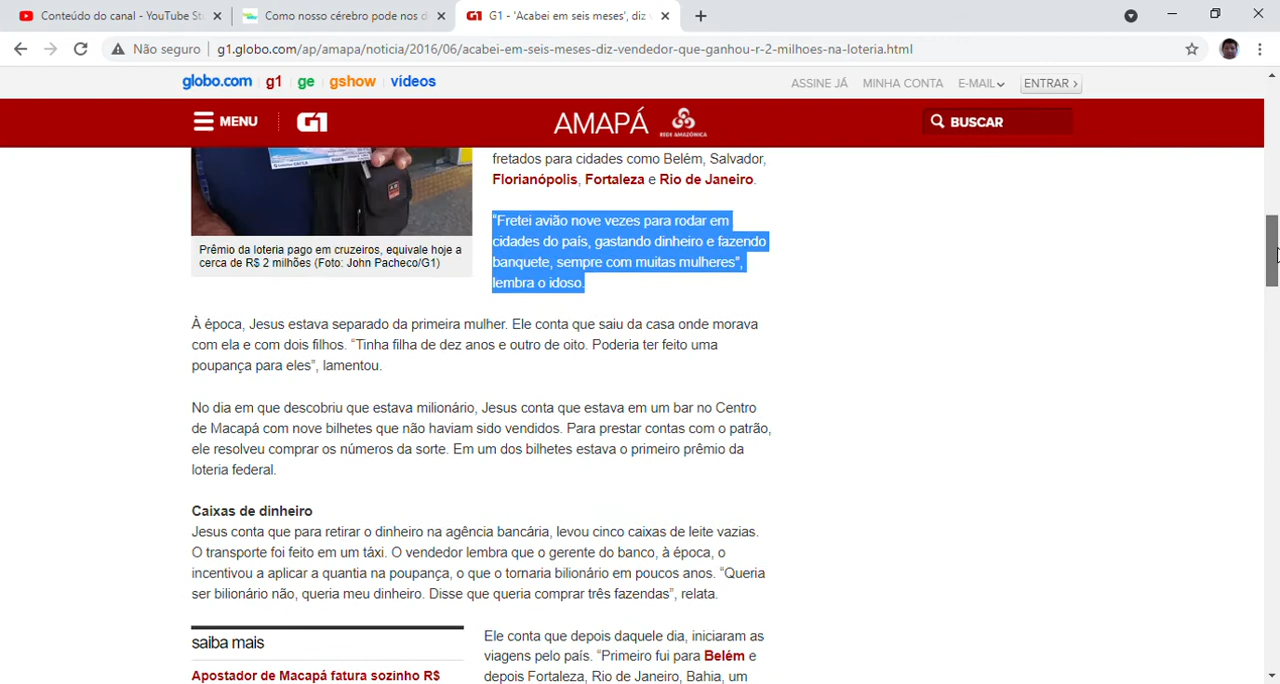 Conteúdo do canal - YouTube St
Como nosso cérebro pode nos d
G1 - 'Acabei em seis meses', diz v
Não seguro
g1.globo.com/ap/amapa/noticia/2016/06/acabei-em-seis-meses-diz-vendedor-que-ganhou-r-2-milhoes-na-loteria.html
globo.com g1 ge gshow videos
ASSINE JÁ MINHA CONTA E-MAIL ENTRAR ›
MENU G1 AMAPÁ REDE AMAZÔNICA BUSCAR
fretados para cidades como Belém, Salvador,
Florianópolis, Fortaleza e Rio de Janeiro.
“Fretei avião nove vezes para rodar em
cidades do país, gastando dinheiro e fazendo
banquete, sempre com muitas mulheres”,
lembra o idoso.
Prêmio da loteria pago em cruzeiros, equivale hoje a
cerca de R$ 2 milhões (Foto: John Pacheco/G1)
À época, Jesus estava separado da primeira mulher. Ele conta que saiu da casa onde morava
com ela e com dois filhos. “Tinha filha de dez anos e outro de oito. Poderia ter feito uma
poupança para eles”, lamentou.
No dia em que descobriu que estava milionário, Jesus conta que estava em um bar no Centro
de Macapá com nove bilhetes que não haviam sido vendidos. Para prestar contas com o patrão,
ele resolveu comprar os números da sorte. Em um dos bilhetes estava o primeiro prêmio da
loteria federal.
Caixas de dinheiro
Jesus conta que para retirar o dinheiro na agência bancária, levou cinco caixas de leite vazias.
O transporte foi feito em um táxi. O vendedor lembra que o gerente do banco, à época, o
incentivou a aplicar a quantia na poupança, o que o tornaria bilionário em poucos anos. “Queria
ser bilionário não, queria meu dinheiro. Disse que queria comprar três fazendas”, relata.
saiba mais
Apostador de Macapá fatura sozinho R$
Ele conta que depois daquele dia, iniciaram as
viagens pelo país. “Primeiro fui para Belém e
depois Fortaleza, Rio de Janeiro, Bahia, um